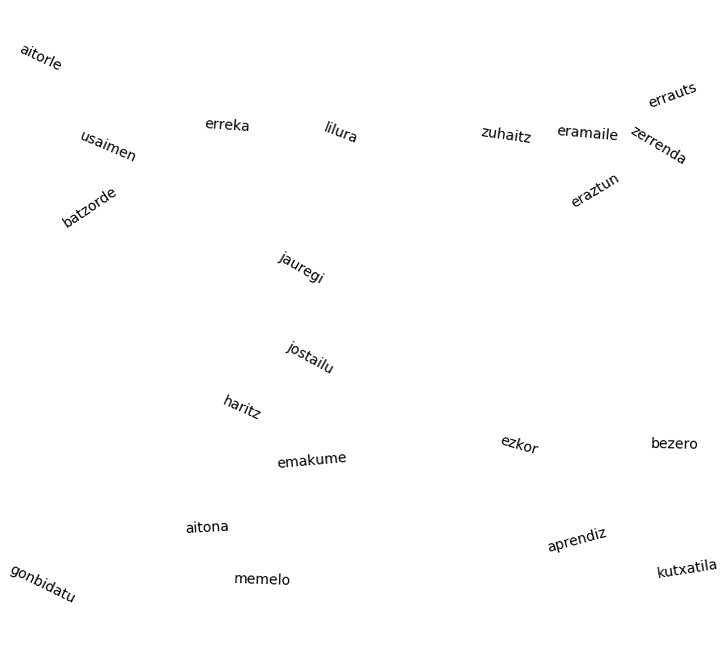 aitorle
errauts
erreka
lilura
zuhaitz
eramaile
zerrenda
usaimen
eraztun
batzorde
jauregi
jostailu
haritz
ezkor
bezero
emakume
aitona
aprendiz
kutxatila
memelo
gonbidatu